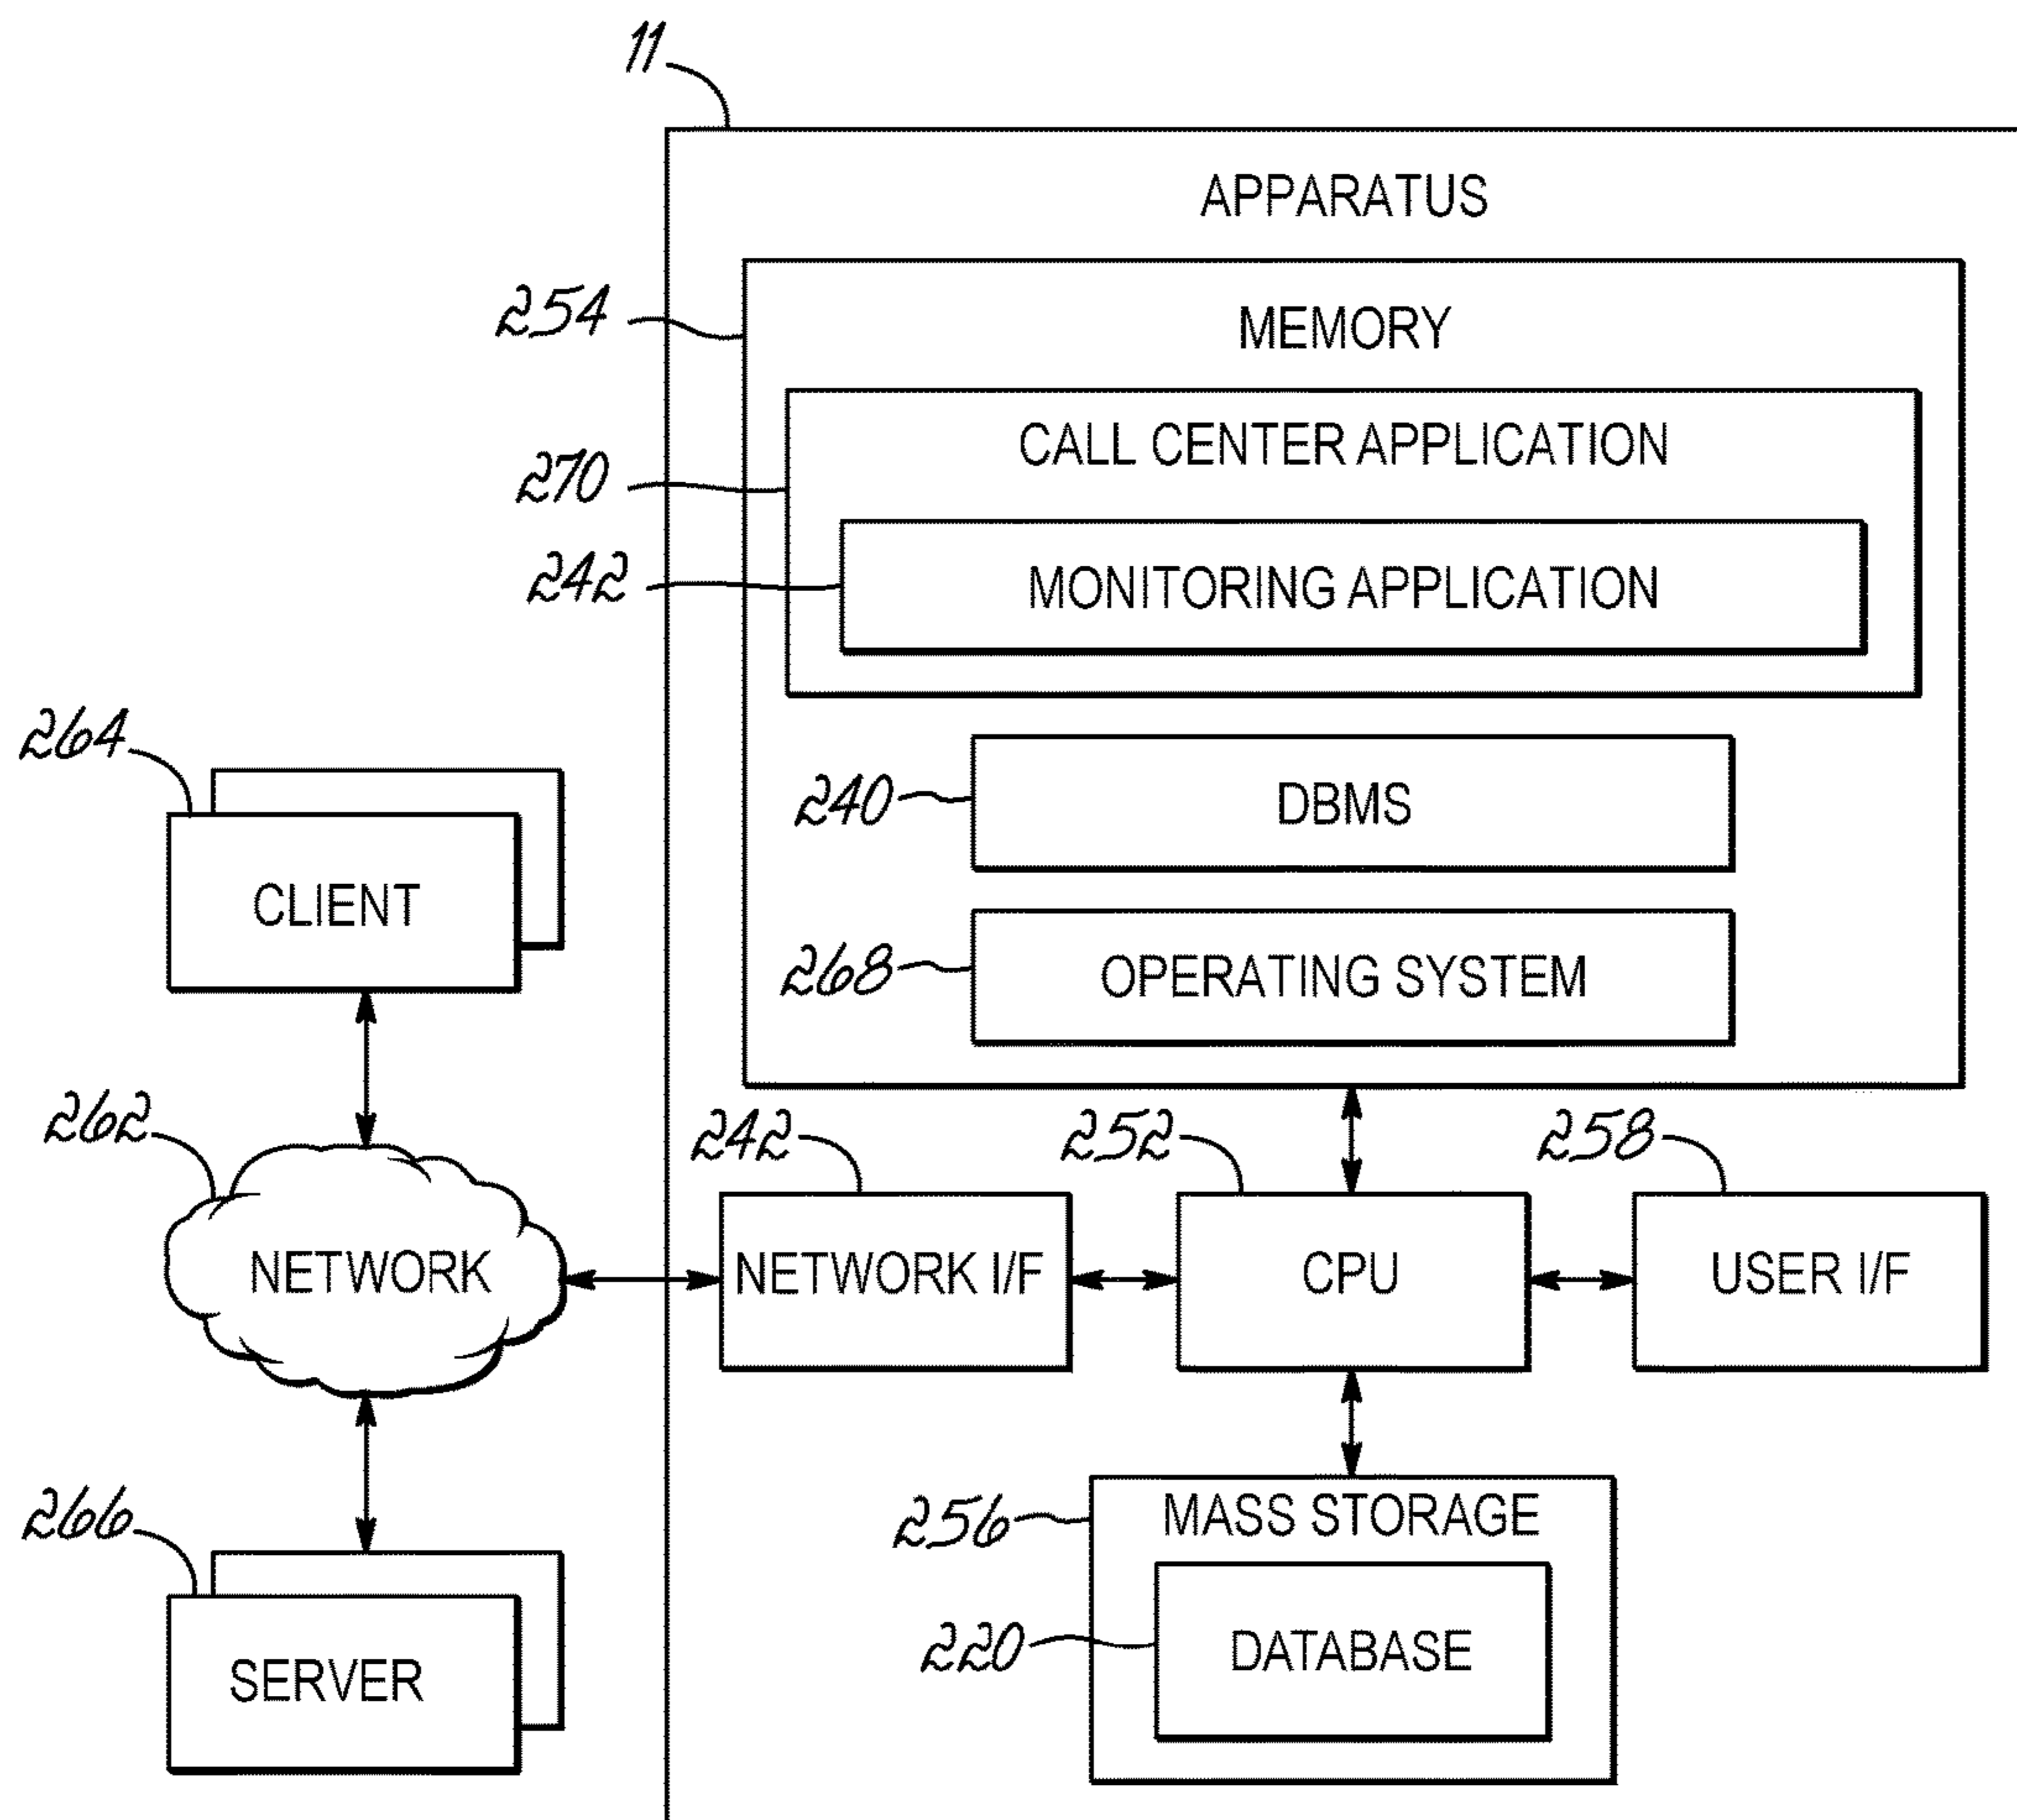 11
APPARATUS
254
MEMORY
270
CALL CENTER APPLICATION
242
MONITORING APPLICATION
264
240
DBMS
CLIENT
268
OPERATING SYSTEM
262
242
252
258
NETWORK
NETWORK I/F
CPU
USER I/F
266
256
MASS STORAGE
SERVER
220
DATABASE